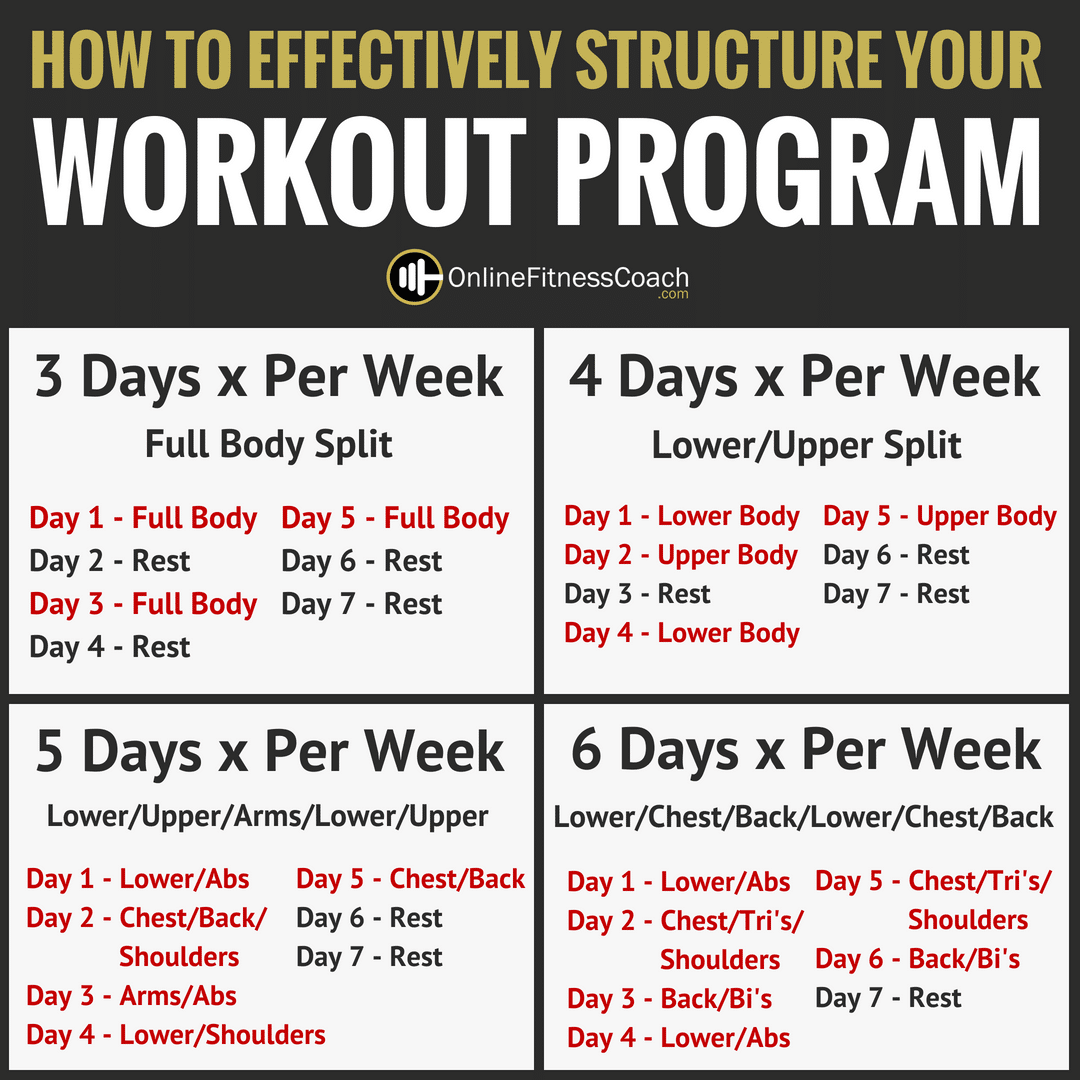 HOW TO EFFECTIVELY STRUCTURE YOUR
WORKOUT PROGRAM
OnlineFitnessCoach
.com
3 Days x Per Week
Full Body Split
Day 1 - Full Body
Day 2 - Rest
Day 3 - Full Body
Day 4 - Rest
Day 5 - Full Body
Day 6 - Rest
Day 7 - Rest
4 Days x Per Week
Lower/Upper Split
Day 1 - Lower Body
Day 2 - Upper Body
Day 3 - Rest
Day 4 - Lower Body
Day 5 - Upper Body
Day 6 - Rest
Day 7 - Rest
5 Days x Per Week
Lower/Upper/Arms/Lower/Upper
Day 1 - Lower/Abs
Day 2 - Chest/Back/
Shoulders
Day 3 - Arms/Abs
Day 4 - Lower/Shoulders
Day 5 - Chest/Back
Day 6 - Rest
Day 7 - Rest
6 Days x Per Week
Lower/Chest/Back/Lower/Chest/Back
Day 1 - Lower/Abs
Day 2 - Chest/Tri's/
Shoulders
Day 3 - Back/Bi's
Day 4 - Lower/Abs
Day 5 - Chest/Tri's/
Shoulders
Day 6 - Back/Bi's
Day 7 - Rest